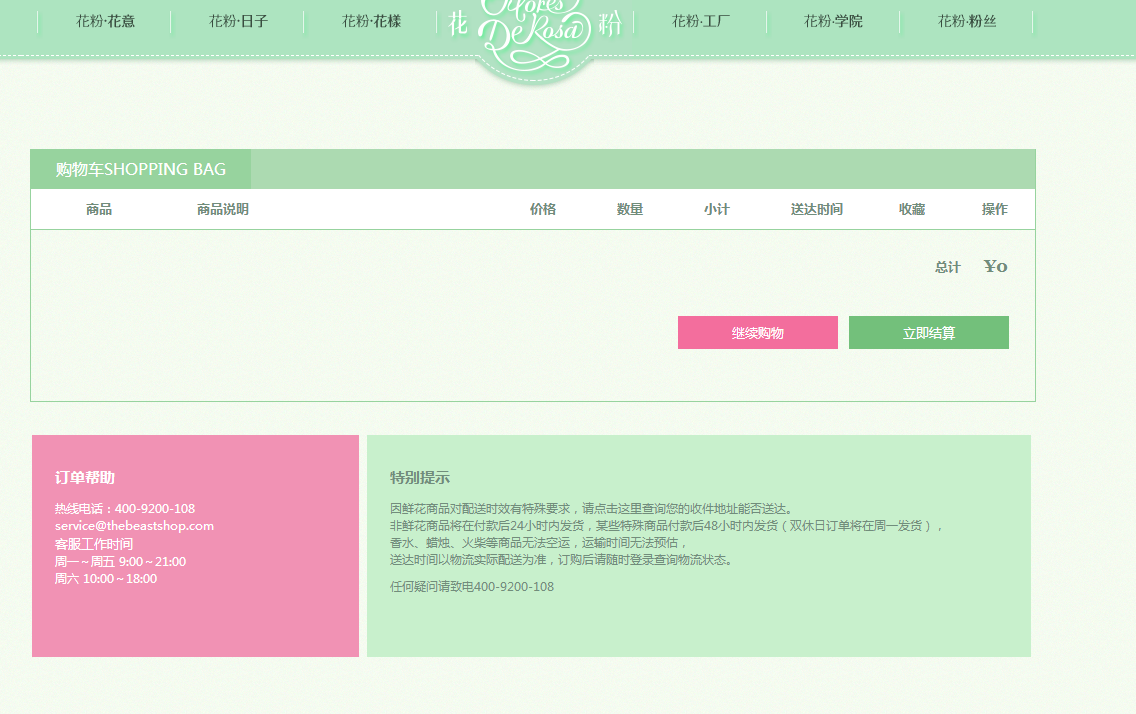 花粉·花意
花粉·日子
花粉·花樣
花
Flores
De Rosa
粉
花粉·工厂
花粉·学院
花粉·粉丝
购物车SHOPPING BAG
商品 商品说明 价格 数量 小计 送达时间 收藏 操作
总计 ¥0
继续购物 立即结算
订单帮助
热线电话：400-9200-108
service@thebeastshop.com
客服工作时间
周一～周五 9:00～21:00
周六 10:00～18:00
特别提示
因鲜花商品对配送时效有特殊要求，请点击这里查询您的收件地址能否送达。
非鲜花商品将在付款后24小时内发货，某些特殊商品付款后48小时内发货（双休日订单将在周一发货），
香水、蜡烛、火柴等商品无法空运，运输时间无法预估，
送达时间以物流实际配送为准，订购后请随时登录查询物流状态。
任何疑问请致电400-9200-108